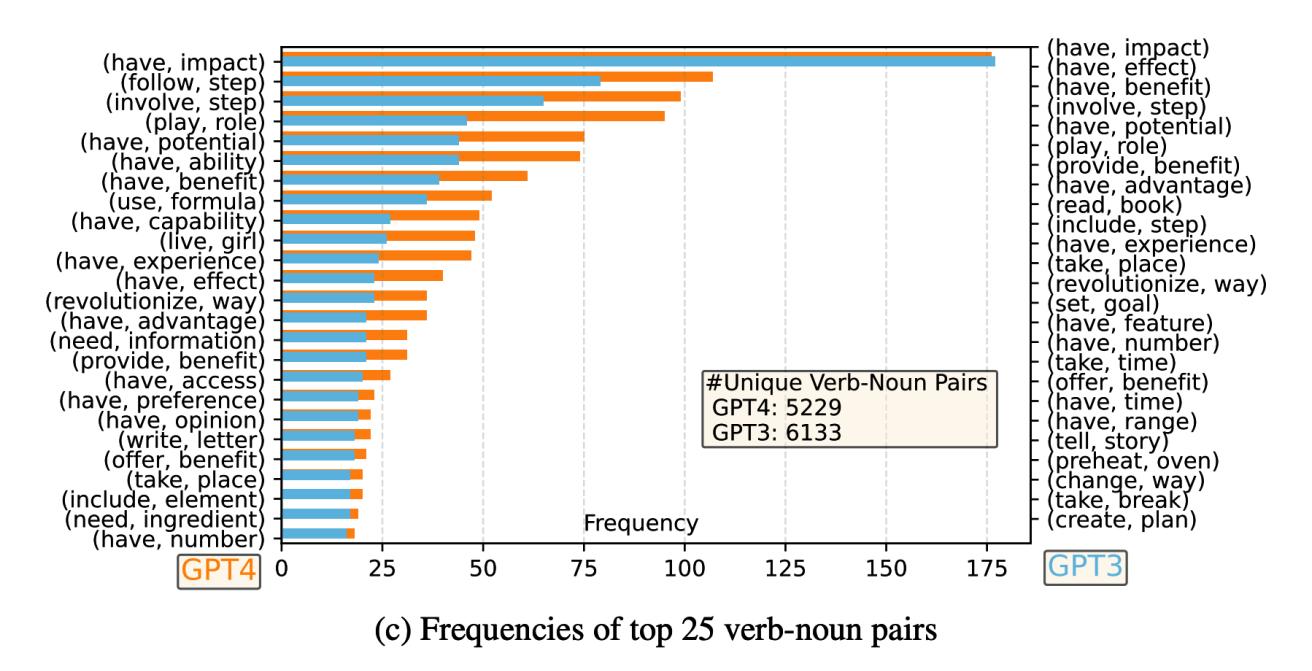 (have, impact)
(follow, step)
(involve, step)
(play, role)
(have, potential)
(have, ability)
(have, benefit)
(use, formula)
(have, capability)
(live, girl)
(have, experience)
(have, effect)
(revolutionize, way)
(have, advantage)
(need, information)
(provide, benefit)
(have, access)
(have, preference)
(have, opinion)
(write, letter)
(offer, benefit)
(take, place)
(include, element)
(need, ingredient)
(have, number)
(have, impact)
(have, effect)
(have, benefit)
(involve, step)
(have, potential)
(play, role)
(provide, benefit)
(have, advantage)
(read, book)
(include, step)
(have, experience)
(take, place)
(revolutionize, way)
(set, goal)
(have, feature)
(have, number)
(take, time)
(offer, benefit)
(have, time)
(have, range)
(tell, story)
(preheat, oven)
(change, way)
(take, break)
(create, plan)
#Unique Verb-Noun Pairs
GPT4: 5229
GPT3: 6133
Frequency
GPT4
0 25 50 75 100 125 150 175
GPT3
(c) Frequencies of top 25 verb-noun pairs